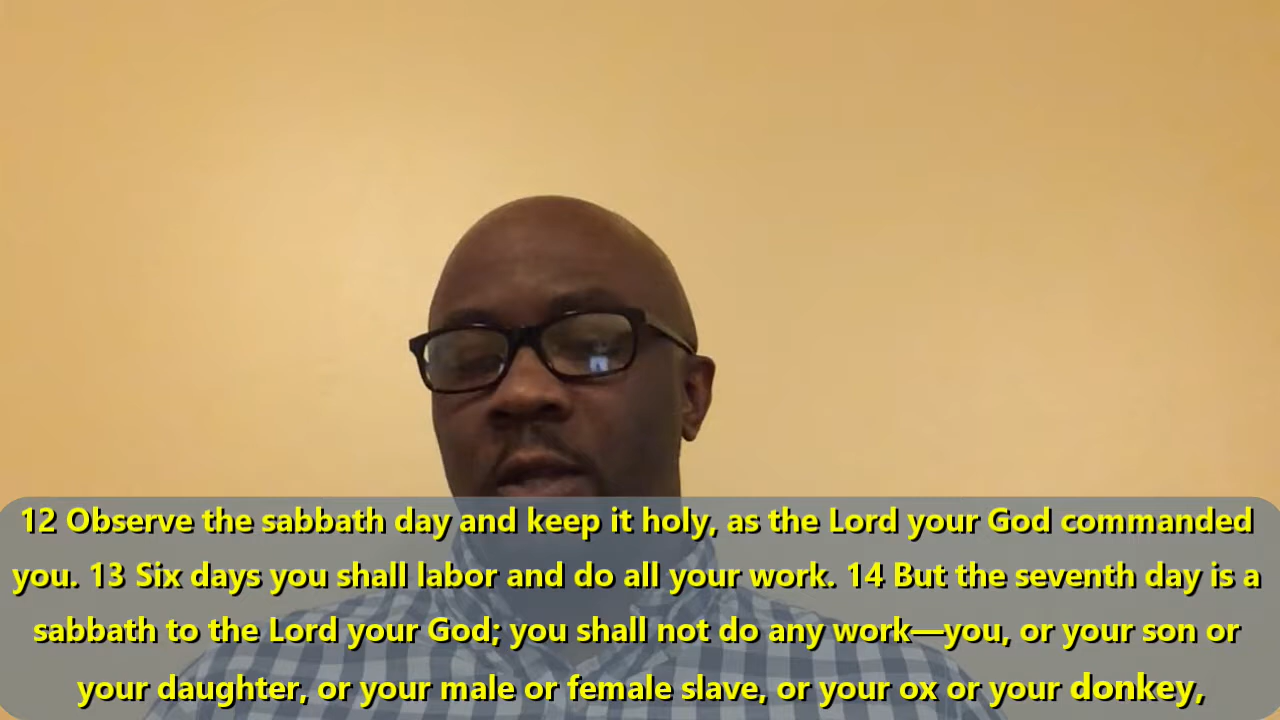 12 Observe the sabbath day and keep it holy, as the Lord your God commanded
you. 13 Six days you shall labor and do all your work. 14 But the seventh day is a
sabbath to the Lord your God; you shall not do any work—you, or your son or
your daughter, or your male or female slave, or your ox or your donkey,